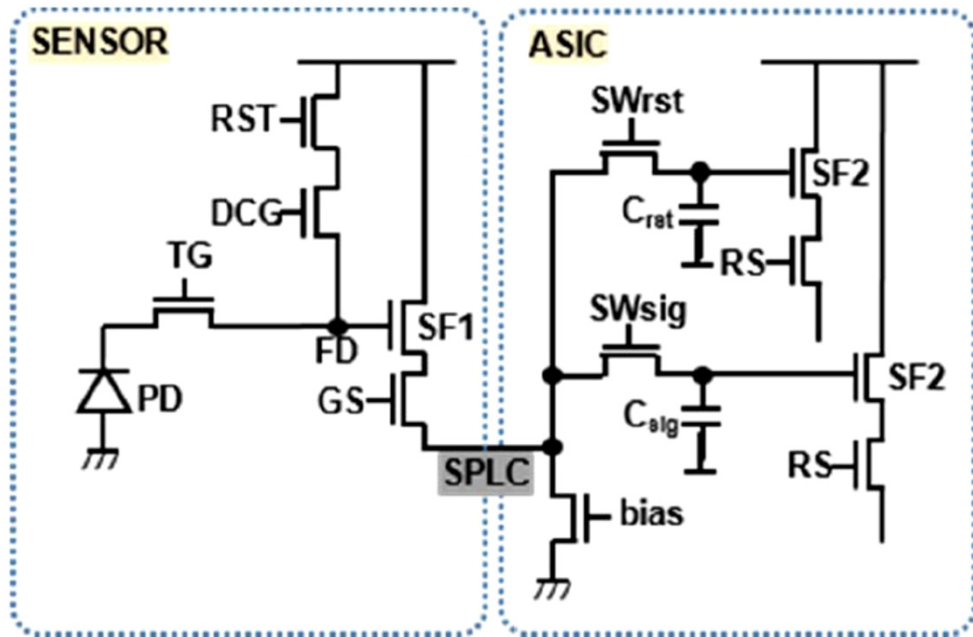 SENSOR
RST
DCG
TG
FD
SF1
PD
GS
SPLC
ASIC
SWrst
SF2
Crst
RS
SWsig
SF2
Csig
RS
bias